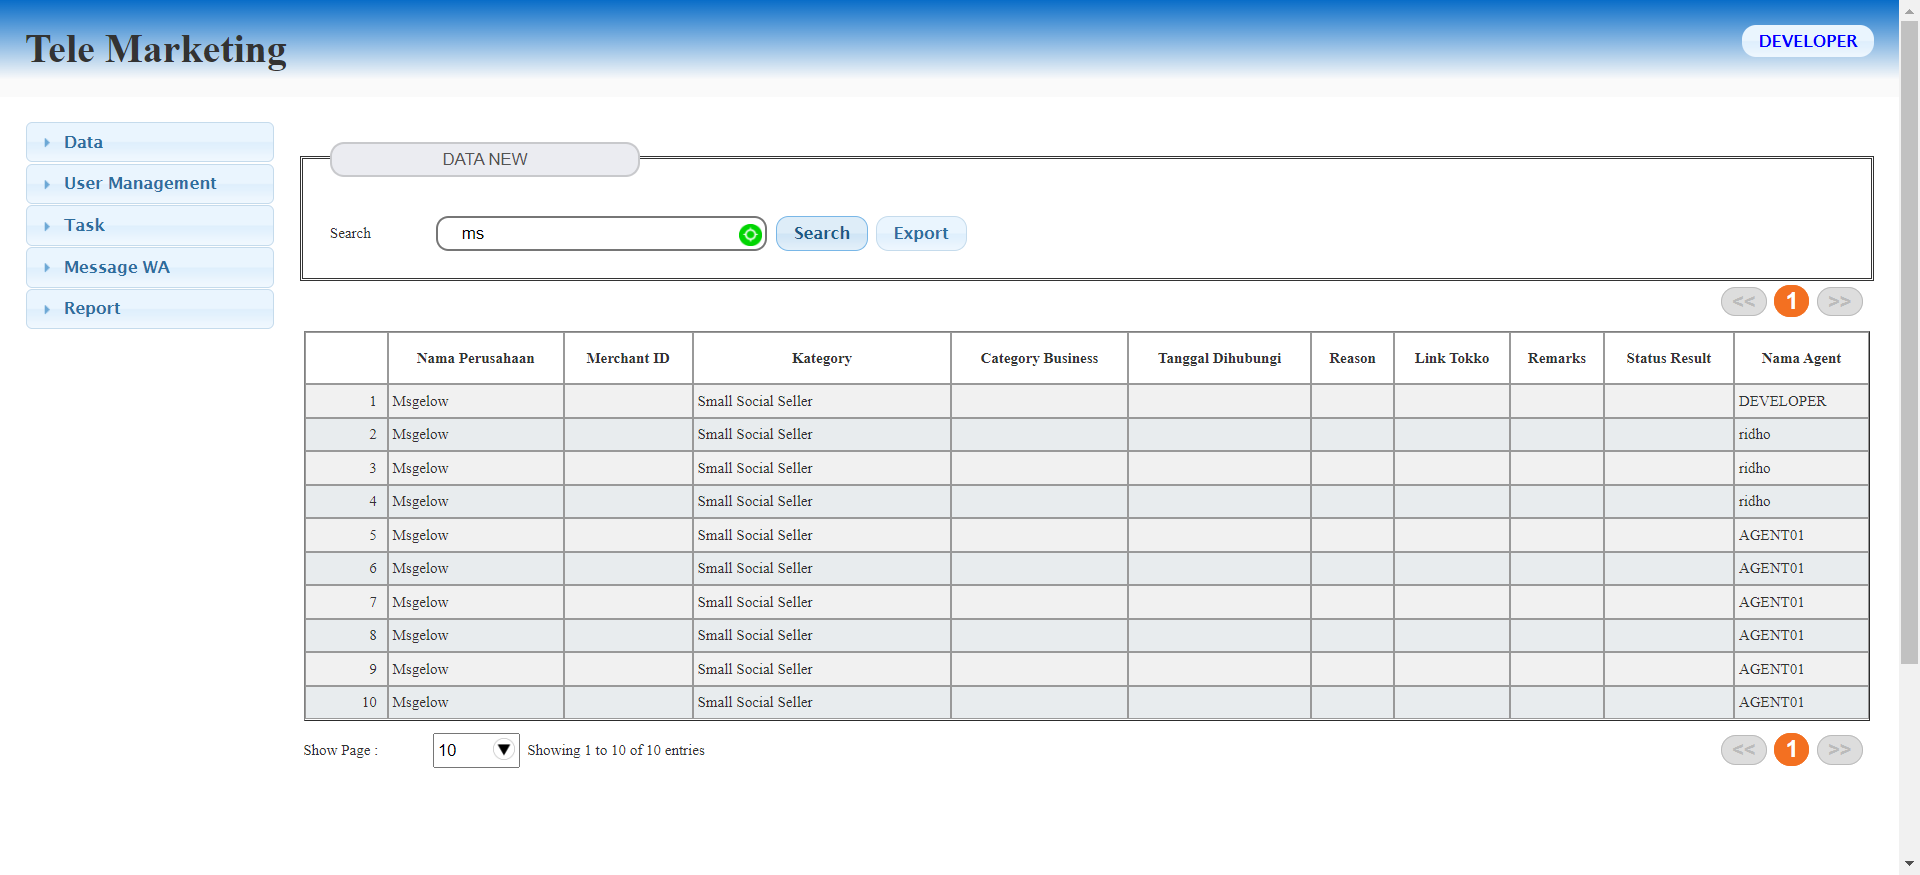 Tele Marketing
DEVELOPER
Data
User Management
Task
Message WA
Report
DATA NEW
Search ms Search Export
<< 1 >>
Nama Perusahaan Merchant ID Kategory Category Business Tanggal Dihubungi Reason Link Tokko Remarks Status Result Nama Agent
1 Msgelow Small Social Seller DEVELOPER
2 Msgelow Small Social Seller ridho
3 Msgelow Small Social Seller ridho
4 Msgelow Small Social Seller ridho
5 Msgelow Small Social Seller AGENT01
6 Msgelow Small Social Seller AGENT01
7 Msgelow Small Social Seller AGENT01
8 Msgelow Small Social Seller AGENT01
9 Msgelow Small Social Seller AGENT01
10 Msgelow Small Social Seller AGENT01
Show Page : 10 Showing 1 to 10 of 10 entries << 1 >>